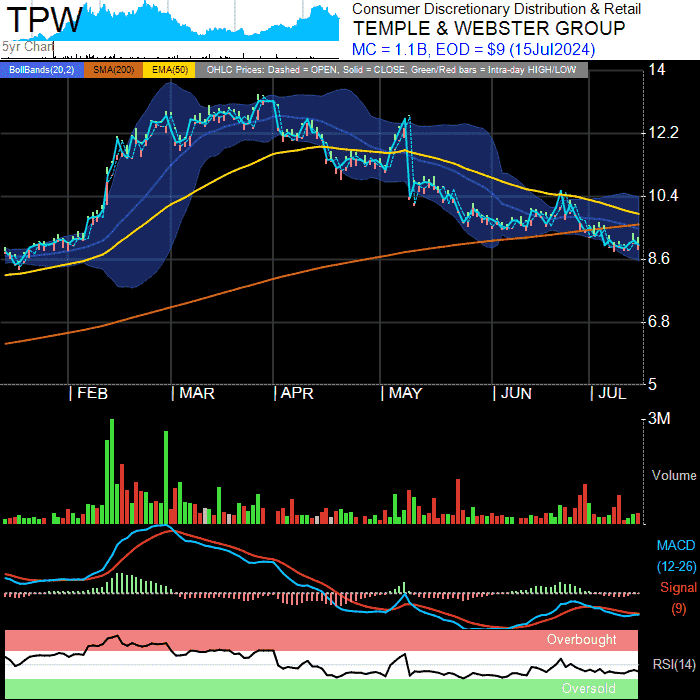 TPW
5yr Chart
Consumer Discretionary Distribution & Retail
TEMPLE & WEBSTER GROUP
MC = 1.1B, EOD = $9 (15Jul2024)
BollBands(20,2) SMA(200) EMA(50) OHLC Prices: Dashed = OPEN, Solid = CLOSE, Green/Red bars = Intra-day HIGH/LOW
14
12.2
10.4
8.6
6.8
5
FEB MAR APR MAY JUN JUL
3M
Volume
MACD
(12-26)
Signal
(9)
Overbought
RSI(14)
Oversold